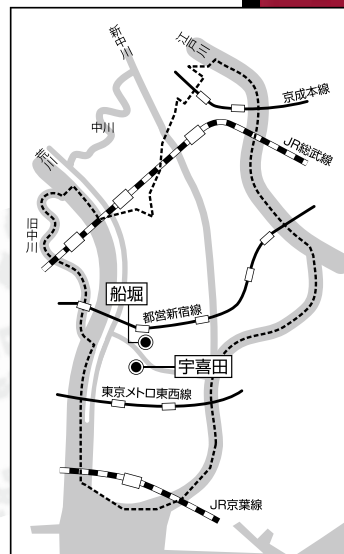 新中川
江戸川
京成本線
中川
JR総武線
荒川
旧中川
船堀
都営新宿線
宇喜田
東京メトロ東西線
JR京葉線